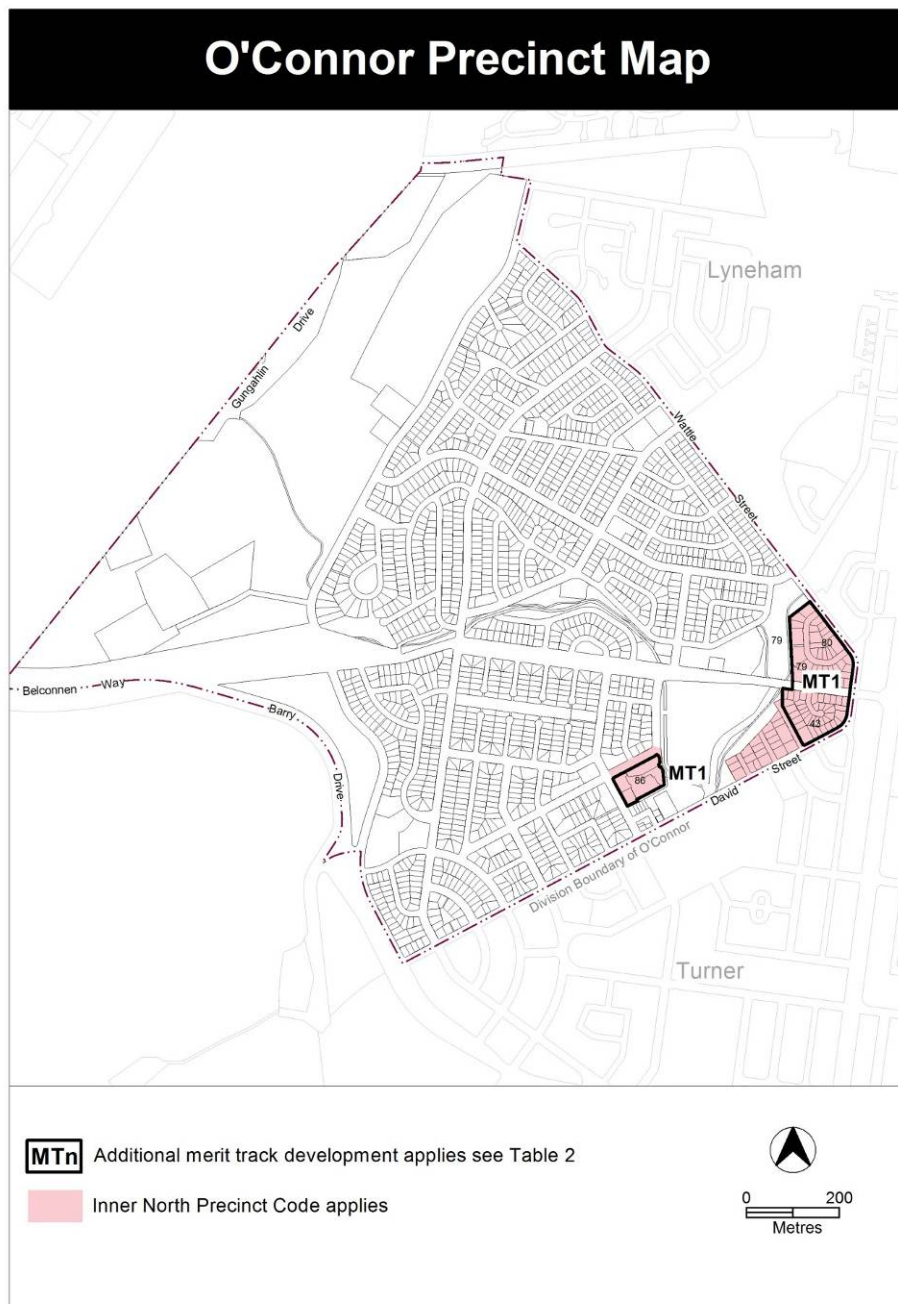 O'Connor Precinct Map
Lyneham
Gungahlin Drive
Wattle Street
79
80
79
MT1
43
Belconnen Way
Barry Drive
86
MT1
David Street
Division Boundary of O'Connor
Turner
MTn Additional merit track development applies see Table 2
Inner North Precinct Code applies
0 200
Metres